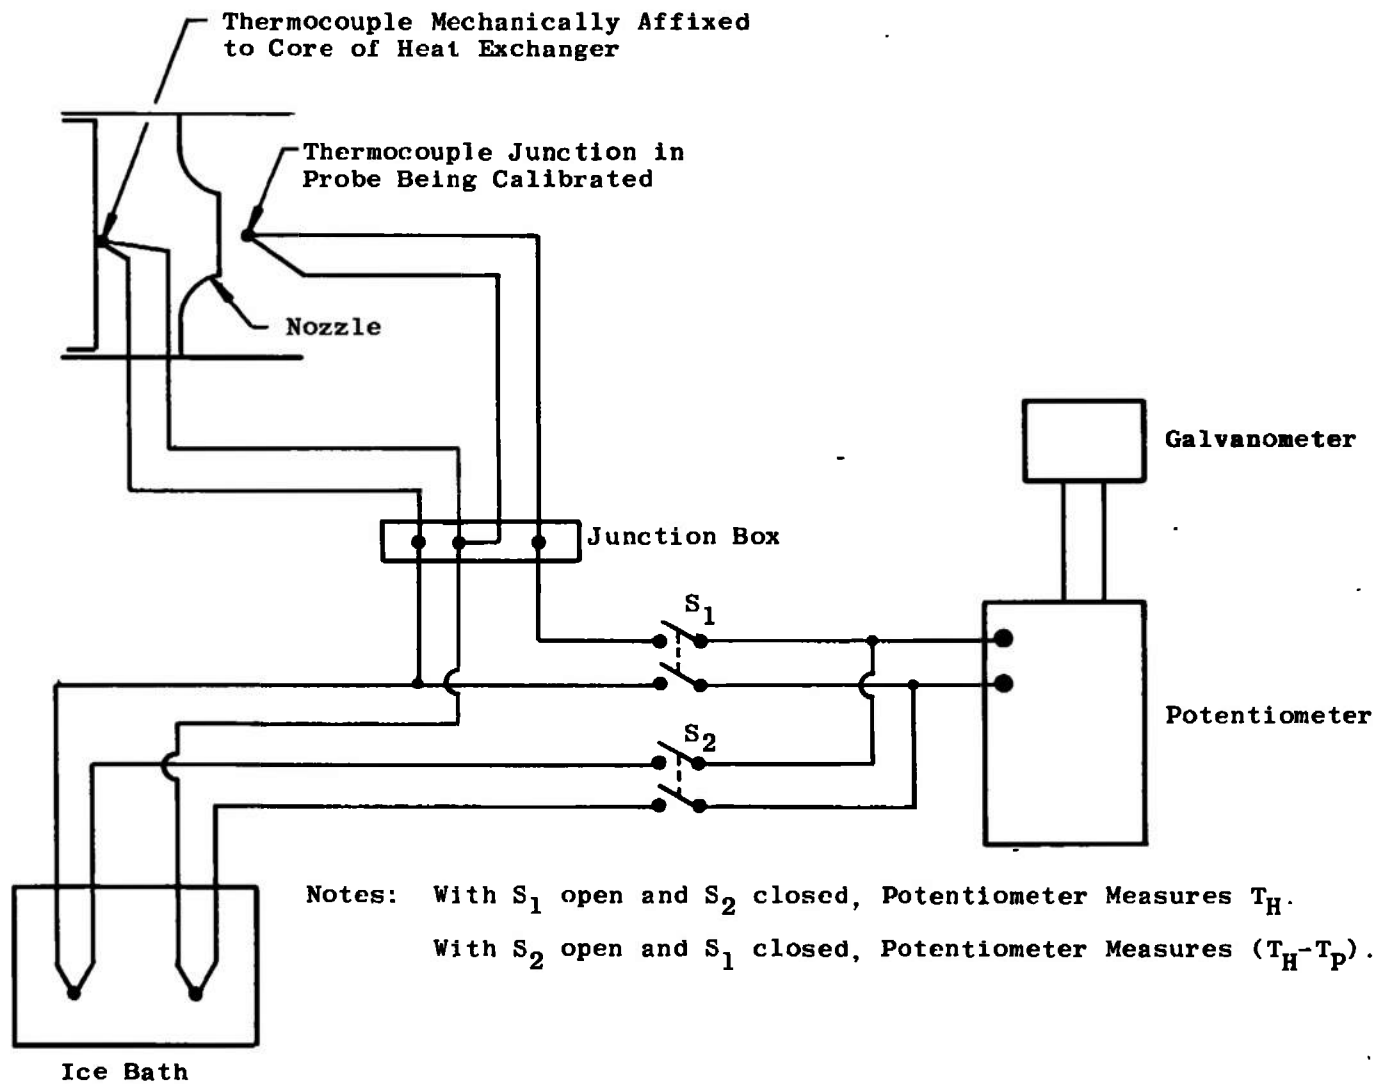 Thermocouple Mechanically Affixed
to Core of Heat Exchanger
Thermocouple Junction in
Probe Being Calibrated
Nozzle
Galvanometer
Junction Box
S1
Potentiometer
S2
Notes: With S1 open and S2 closed, Potentiometer Measures TH.
With S2 open and S1 closed, Potentiometer Measures (TH-TP).
Ice Bath